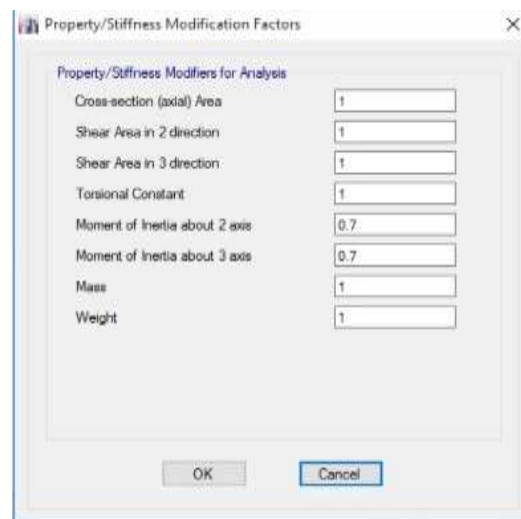 Property/Stiffness Modification Factors
Property/Stiffness Modifiers for Analysis
Cross-section (axial) Area 1
Shear Area in 2 direction 1
Shear Area in 3 direction 1
Torsional Constant 1
Moment of Inertia about 2 axis 0.7
Moment of Inertia about 3 axis 0.7
Mass 1
Weight 1
OK Cancel